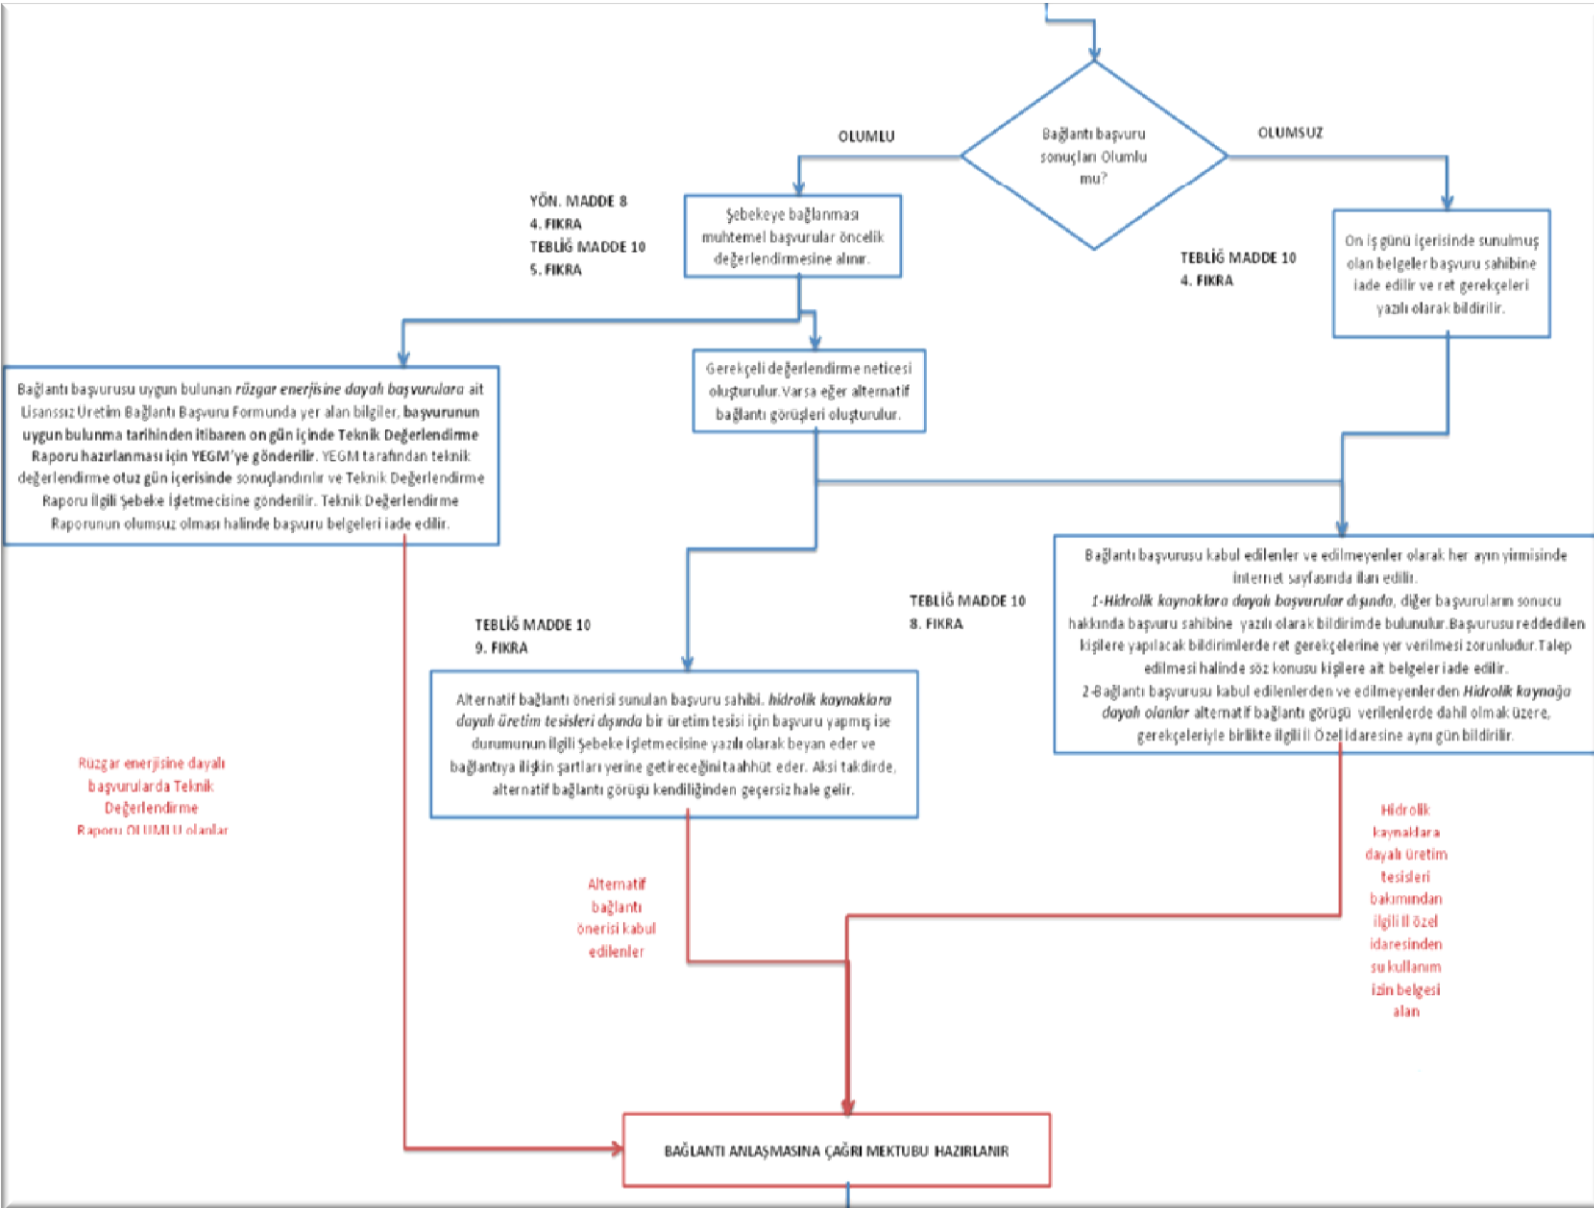 Bağlantı başvuru
sonuçları Olumlu
mu?
OLUMLU
OLUMSUZ
YÖN. MADDE 8
4. FIKRA
TEBLİĞ MADDE 10
5. FIKRA
Şebekeye bağlanması
muhtemel başvurular öncelik
değerlendirmesine alınır.
TEBLİĞ MADDE 10
4. FIKRA
On iş günü içerisinde sunulmuş
olan belgeler başvuru sahibine
iade edilir ve ret gerekçeleri
yazılı olarak bildirilir.
Bağlantı başvurusu uygun bulunan rüzgar enerjisine dayalı başvurulara ait
Lisanssız Üretim Bağlantı Başvuru Formunda yer alan bilgiler, başvurunun
uygun bulunma tarihinden itibaren on gün içinde Teknik Değerlendirme
Raporu hazırlanması için YEGM'ye gönderilir. YEGM tarafından teknik
değerlendirme otuz gün içerisinde sonuçlandırılır ve Teknik Değerlendirme
Raporu İlgili Şebeke İşletmecisine gönderilir. Teknik Değerlendirme
Raporunun olumsuz olması halinde başvuru belgeleri iade edilir.
Gerekçeli değerlendirme neticesi
oluşturulur.Varsa eğer alternatif
bağlantı görüşleri oluşturulur.
TEBLİĞ MADDE 10
9. FIKRA
TEBLİĞ MADDE 10
8. FIKRA
Bağlantı başvurusu kabul edilenler ve edilmeyenler olarak her ayın yirmisinde
internet sayfasında ilan edilir.
1-Hidrolik kaynaklara dayalı başvurular dışında, diğer başvuruların sonucu
hakkında başvuru sahibine yazılı olarak bildirimde bulunulur.Başvurusu reddedilen
kişilere yapılacak bildirimlerde ret gerekçelerine yer verilmesi zorunludur.Talep
edilmesi halinde söz konusu kişilere ait belgeler iade edilir.
2-Bağlantı başvurusu kabul edilenlerden ve edilmeyenlerden Hidrolik kaynağa
dayalı olanlar alternatif bağlantı görüşü verilenlerde dahil olmak üzere,
gerekçeleriyle birlikte ilgili İl Özel İdaresine aynı gün bildirilir.
Alternatif bağlantı önerisi sunulan başvuru sahibi. hidrolik kaynaklara
dayalı üretim tesisleri dışında bir üretim tesisi için başvuru yapmış ise
durumunun ilgili Şebeke İşletmecisine yazılı olarak beyan eder ve
bağlantıya ilişkin şartları yerine getireceğini taahhüt eder. Aksi takdirde,
alternatif bağlantı görüşü kendiliğinden geçersiz hale gelir.
Rüzgar enerjisine dayalı
başvurularda Teknik
Değerlendirme
Raporu OLUMLU olanlar
Alternatif
bağlantı
önerisi kabul
edilenler
Hidrolik
kaynaklara
dayalı üretim
tesisleri
bakımından
ilgili il özel
idaresinden
su kullanım
izin belgesi
alan
BAĞLANTI ANLAŞMASINA ÇAĞRI MEKTUBU HAZIRLANIR